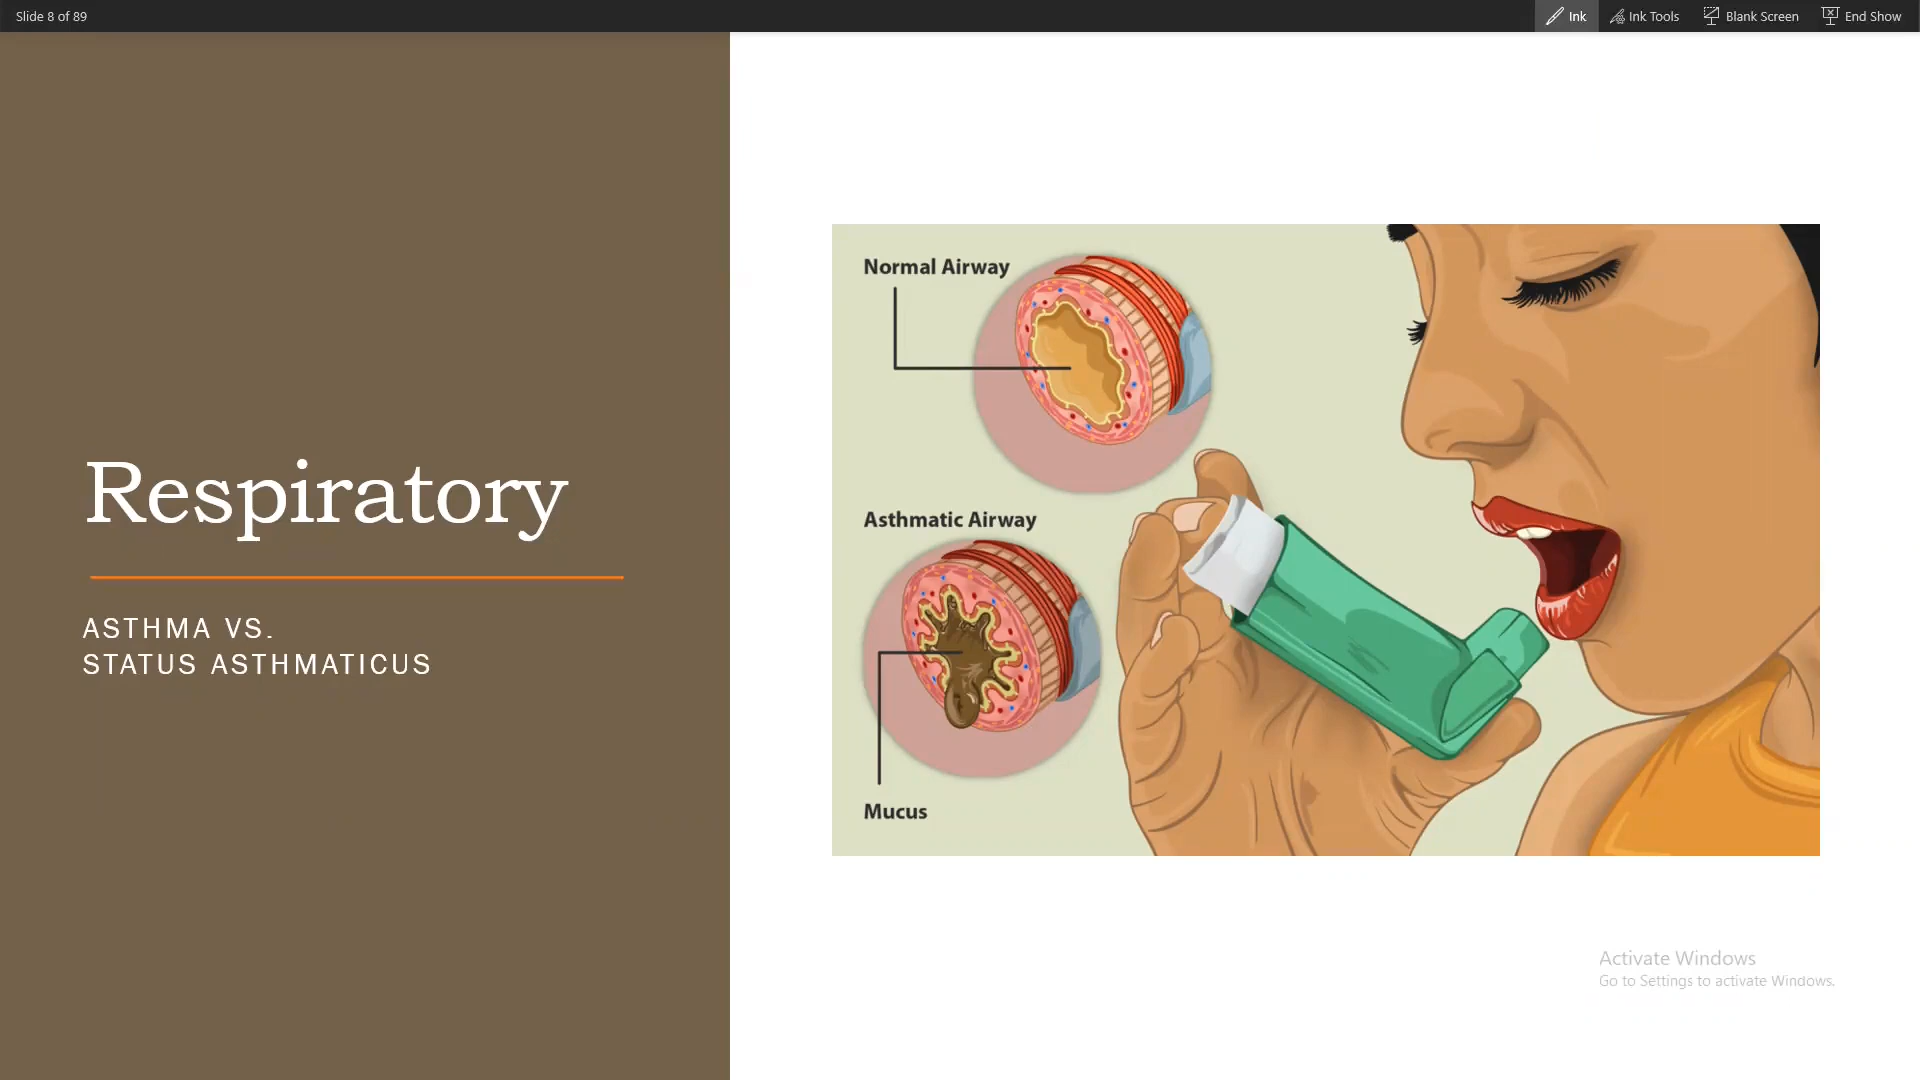 Slide 8 of 89
Ink
Ink Tools
Blank Screen
End Show
Respiratory
ASTHMA VS.
STATUS ASTHMATICUS
Normal Airway
Asthmatic Airway
Mucus
Activate Windows
Go to Settings to activate Windows.